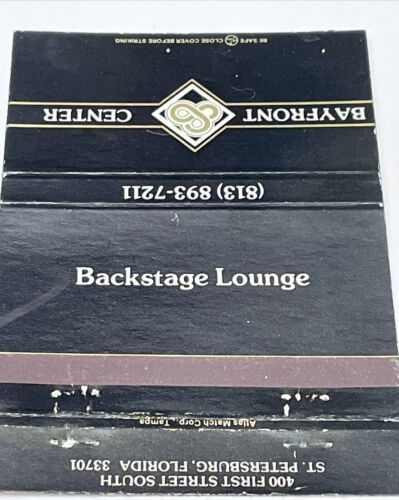 BE SAFE CLOSE COVER BEFORE STRIKING
BAYFRONT CENTER
(813) 893-7211
Backstage Lounge
Atlas Match Corp., Tampa
400 FIRST STREET SOUTH
ST. PETERSBURG, FLORIDA 33701